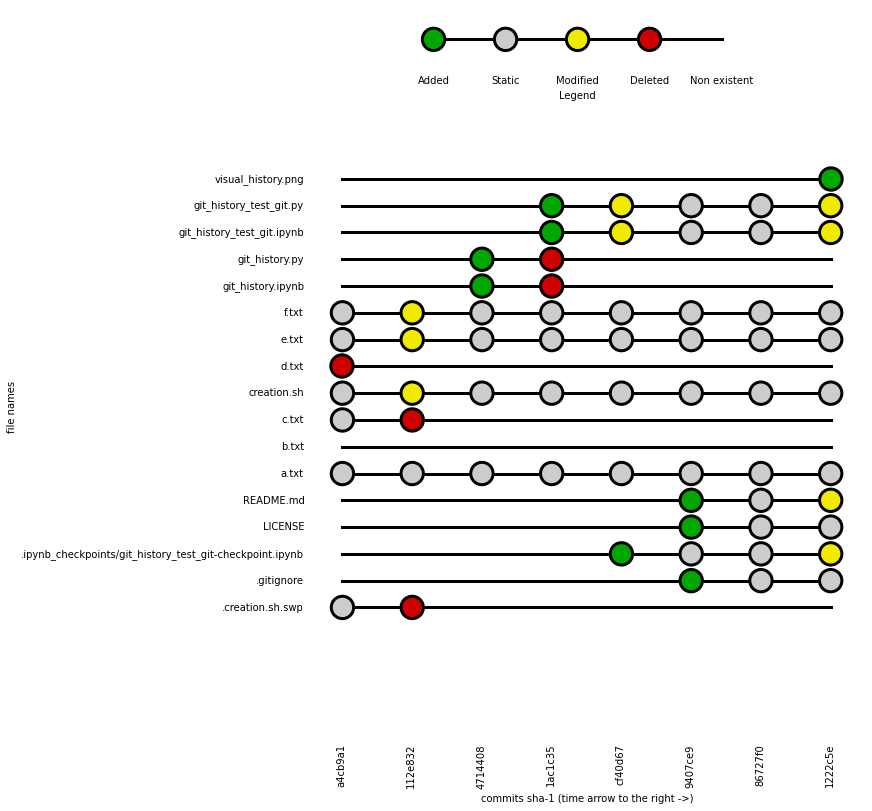 Added Static Modified Deleted Non existent
Legend
visual_history.png
git_history_test_git.py
git_history_test_git.ipynb
git_history.py
git_history.ipynb
f.txt
e.txt
d.txt
creation.sh
c.txt
b.txt
a.txt
README.md
LICENSE
.ipynb_checkpoints/git_history_test_git-checkpoint.ipynb
.gitignore
.creation.sh.swp
file names
a4cb9a1
112e832
4714408
1ac1c35
cf40d67
9407ce9
86727f0
1222c5e
commits sha-1 (time arrow to the right ->)